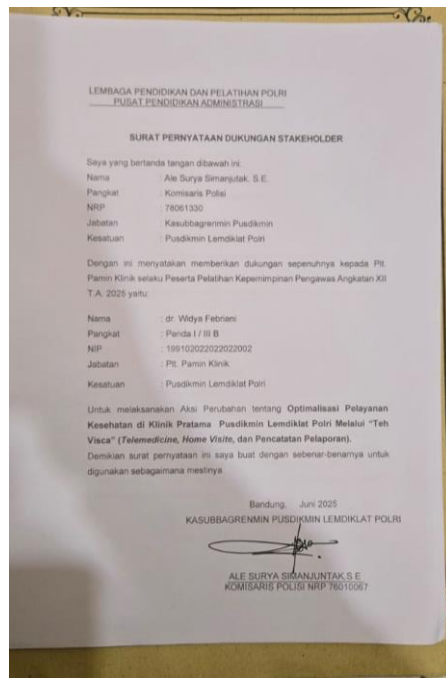 LEMBAGA PENDIDIKAN DAN PELATIHAN POLRI
PUSAT PENDIDIKAN ADMINISTRASI
SURAT PERNYATAAN DUKUNGAN STAKEHOLDER
Saya yang bertanda tangan dibawah ini:
Nama : Ale Surya Simanjutak, S.E.
Pangkat : Komisaris Polisi
NRP : 76061330
Jabatan : Kasubbagrenmin Pusdikmin
Kesatuan : Pusdikmin Lemdiklat Polri
Dengan ini menyatakan memberikan dukungan sepenuhnya kepada Plt.
Pamin Klinik selaku Peserta Pelatihan Kepemimpinan Pengawas Angkatan XII
T.A. 2025 yaitu:
Nama : dr. Widya Febriani
Pangkat : Penda I / III B
NIP : 199102022022022002
Jabatan : Plt. Pamin Klinik
Kesatuan : Pusdikmin Lemdiklat Polri
Untuk melaksanakan Aksi Perubahan tentang Optimalisasi Pelayanan
Kesehatan di Klinik Pratama Pusdikmin Lemdiklat Polri Melalui “Teh
Visca” (Telemedicine, Home Visite, dan Pencatatan Pelaporan).
Demikian surat pernyataan ini saya buat dengan sebenar-benarnya untuk
digunakan sebagaimana mestinya.
Bandung, Juni 2025
KASUBBAGRENMIN PUSDIKMIN LEMDIKLAT POLRI
ALE SURYA SIMANJUNTAK,S.E
KOMISARIS POLISI NRP 76010067